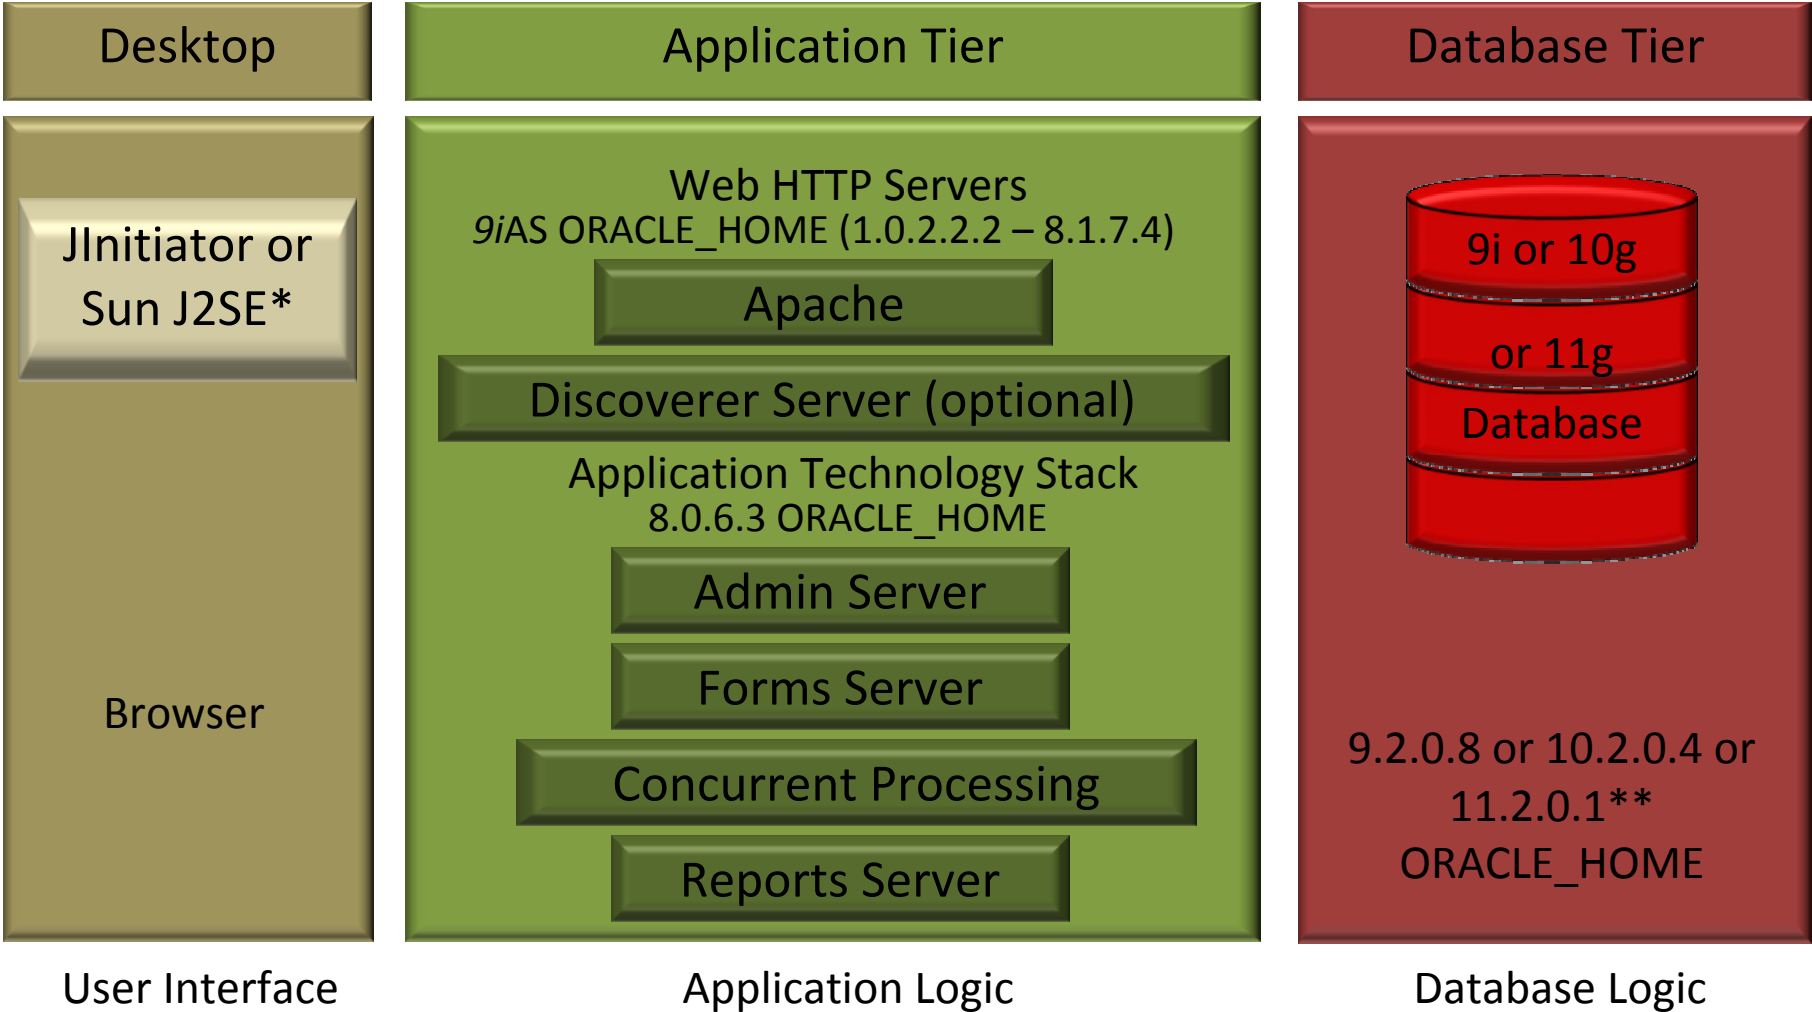 Desktop
Application Tier
Database Tier
JInitiator or
Sun J2SE*
Browser
Web HTTP Servers
9iAS ORACLE_HOME (1.0.2.2.2 – 8.1.7.4)
Apache
Discoverer Server (optional)
Application Technology Stack
8.0.6.3 ORACLE_HOME
Admin Server
Forms Server
Concurrent Processing
Reports Server
9i or 10g
or 11g
Database
9.2.0.8 or 10.2.0.4 or
11.2.0.1**
ORACLE_HOME
User Interface
Application Logic
Database Logic